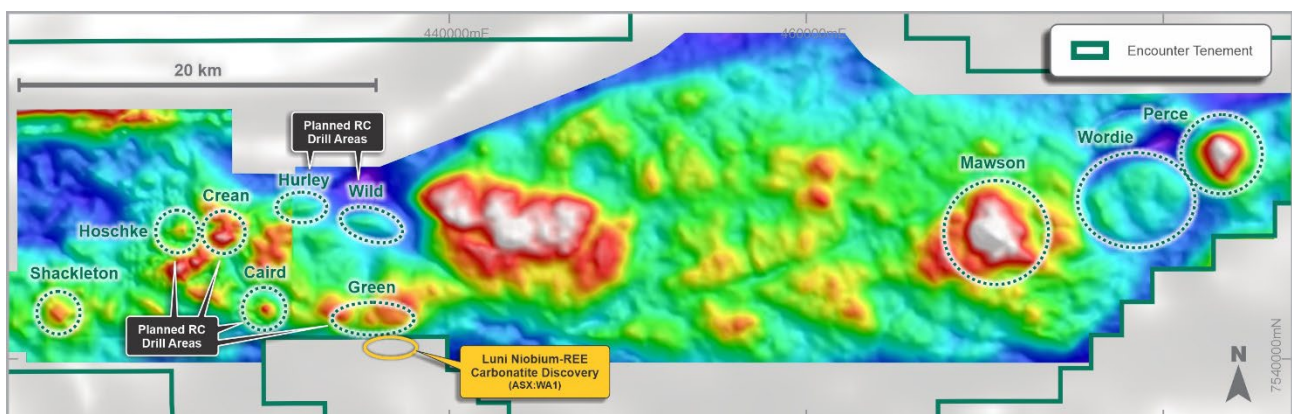 440000mE
460000mE
Encounter Tenement
20 km
Planned RC
Drill Areas
Perce
Wordie
Hurley
Wild
Mawson
Crean
Hoschke
Shackleton
Caird
Green
Planned RC
Drill Areas
Luni Niobium-REE
Carbonatite Discovery
(ASX:WA1)
N
7540000mN